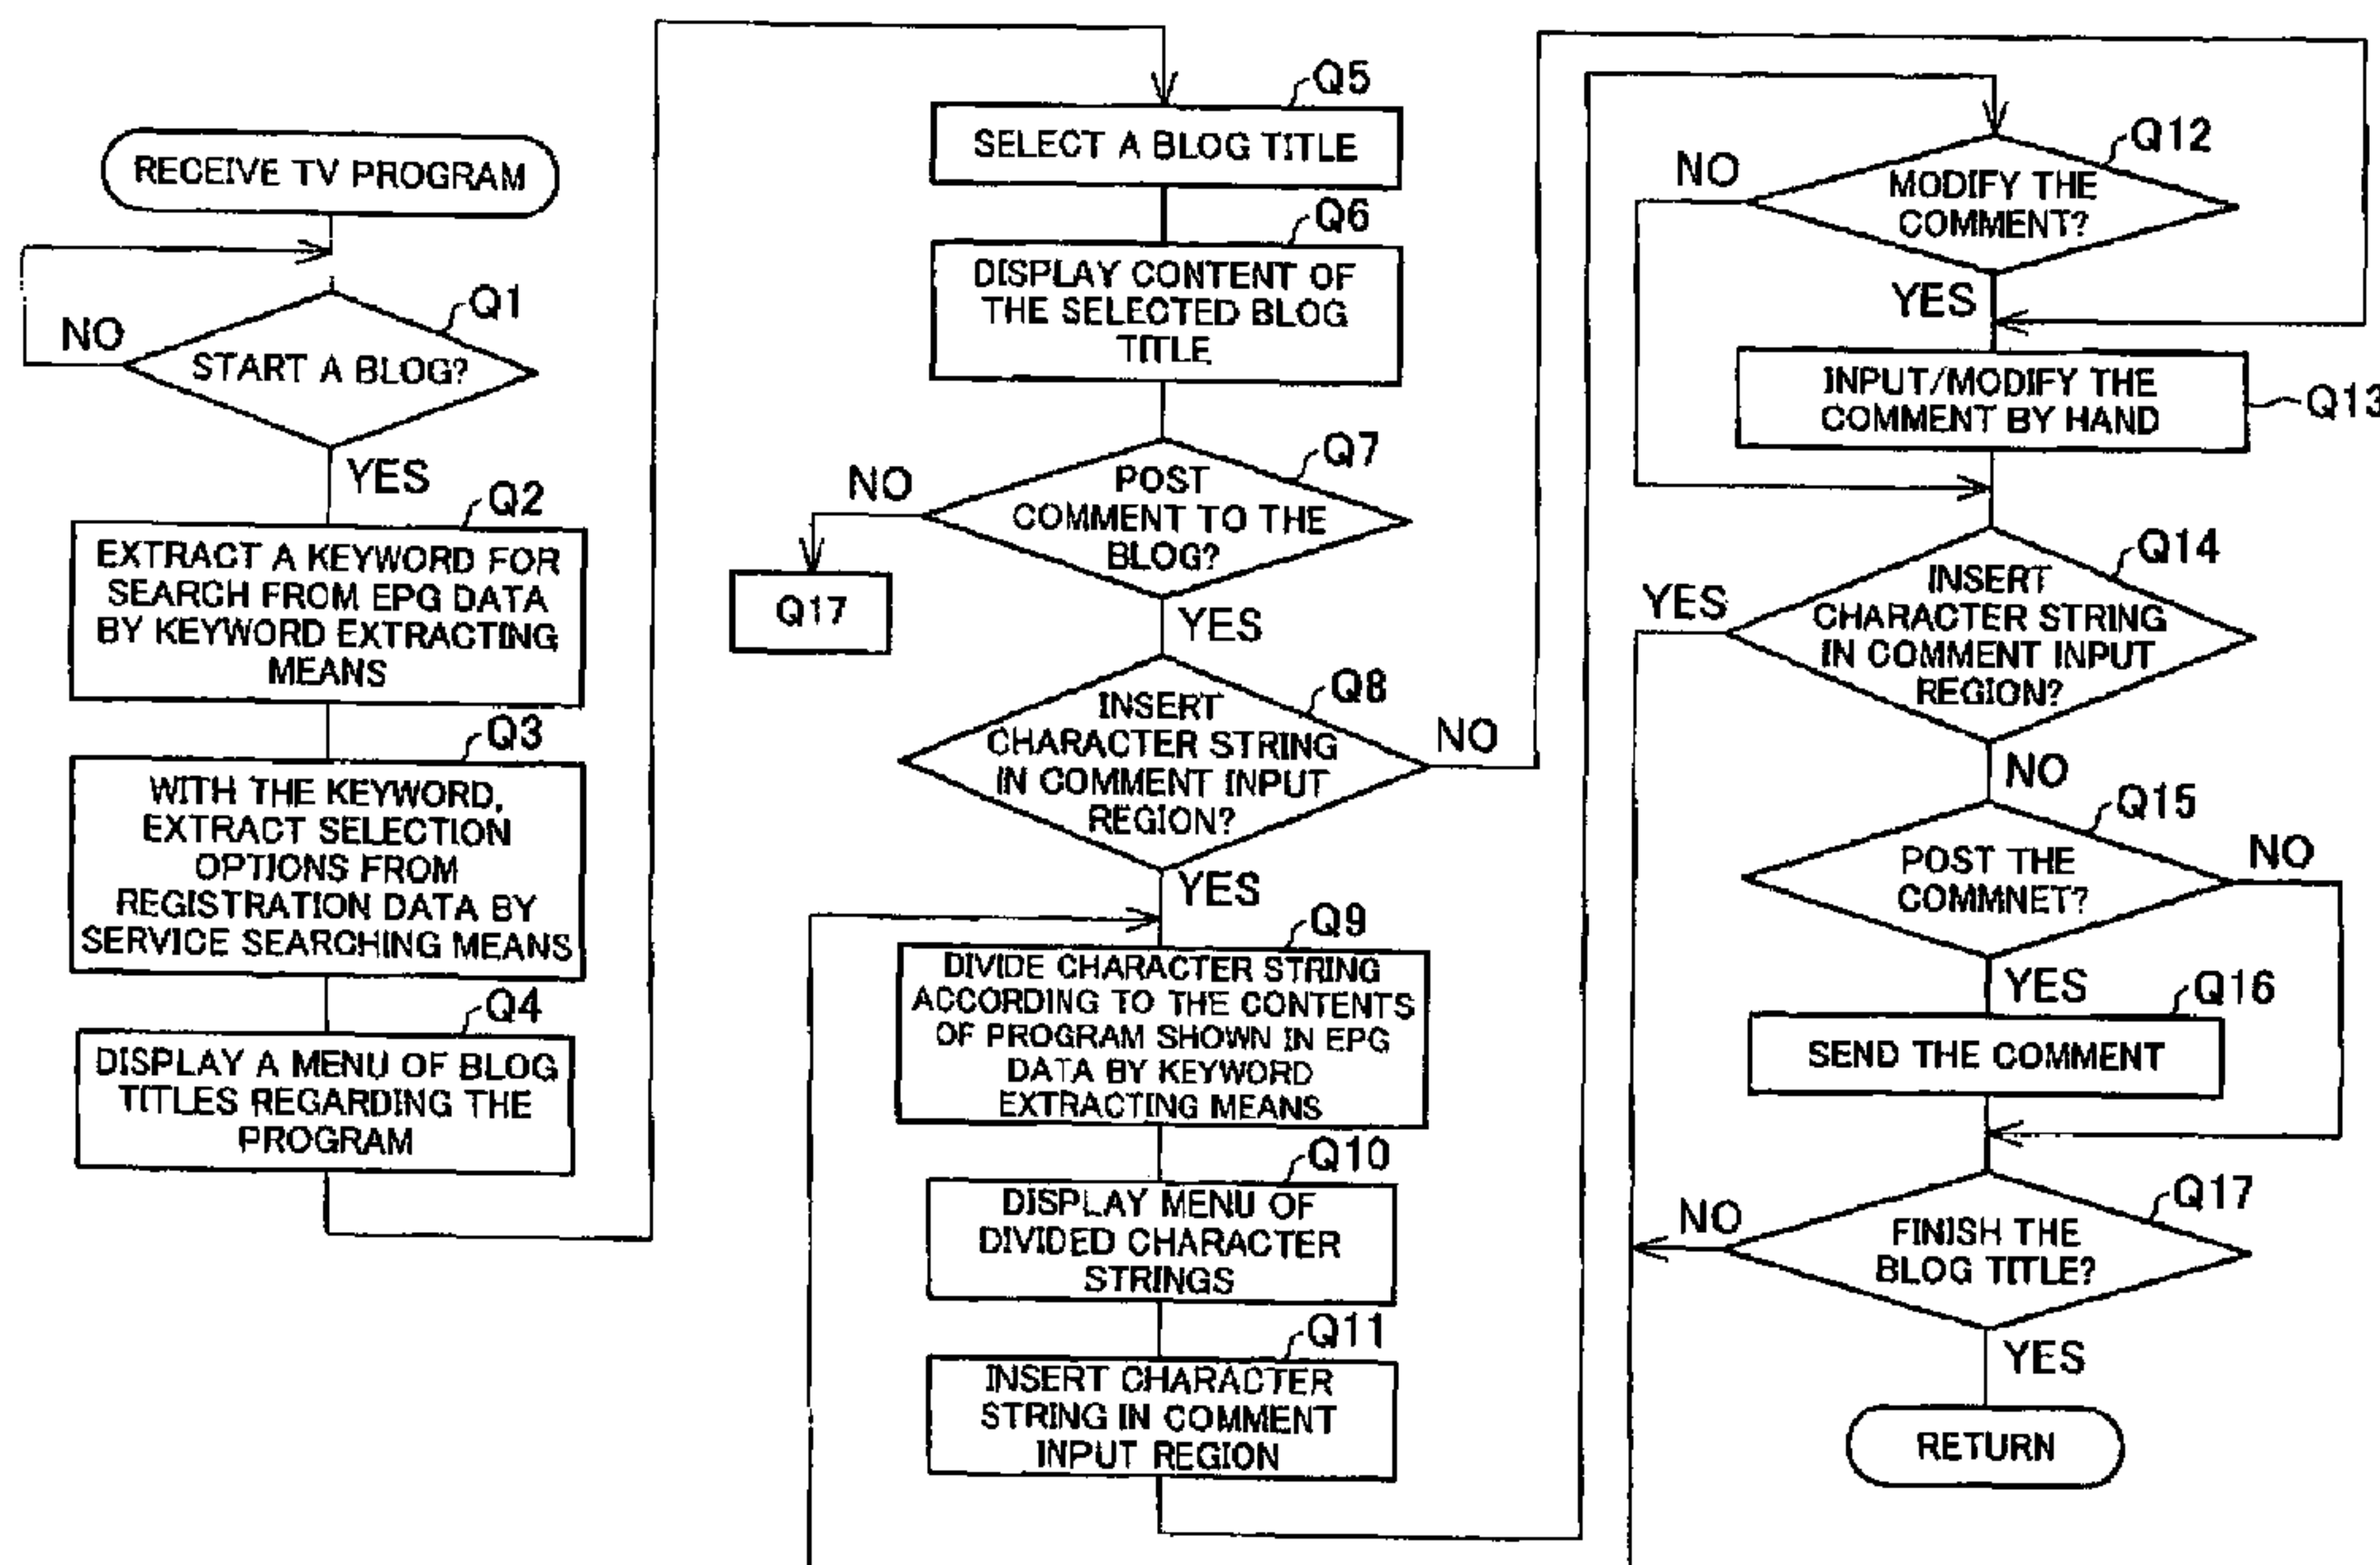 RECEIVE TV PROGRAM
Q1
NO
START A BLOG?
YES
Q2
EXTRACT A KEYWORD FOR
SEARCH FROM EPG DATA
BY KEYWORD EXTRACTING
MEANS
Q3
WITH THE KEYWORD,
EXTRACT SELECTION
OPTIONS FROM
REGISTRATION DATA BY
SERVICE SEARCHING MEANS
Q4
DISPLAY A MENU OF BLOG
TITLES REGARDING THE
PROGRAM
Q5
SELECT A BLOG TITLE
Q6
DISPLAY CONTENT OF
THE SELECTED BLOG
TITLE
Q7
NO
POST
COMMENT TO THE
BLOG?
Q17
YES
Q8
INSERT
CHARACTER STRING
IN COMMENT INPUT
REGION?
NO
YES
Q9
DIVIDE CHARACTER STRING
ACCORDING TO THE CONTENTS
OF PROGRAM SHOWN IN EPG
DATA BY KEYWORD
EXTRACTING MEANS
Q10
DISPLAY MENU OF
DIVIDED CHARACTER
STRINGS
Q11
INSERT CHARACTER
STRING IN COMMENT
INPUT REGION
Q12
NO
MODIFY THE
COMMENT?
YES
INPUT/MODIFY THE
COMMENT BY HAND
Q13
Q14
YES
INSERT
CHARACTER STRING
IN COMMENT INPUT
REGION?
NO
Q15
POST THE
COMMNET?
NO
YES
Q16
SEND THE COMMENT
Q17
NO
FINISH THE
BLOG TITLE?
YES
RETURN